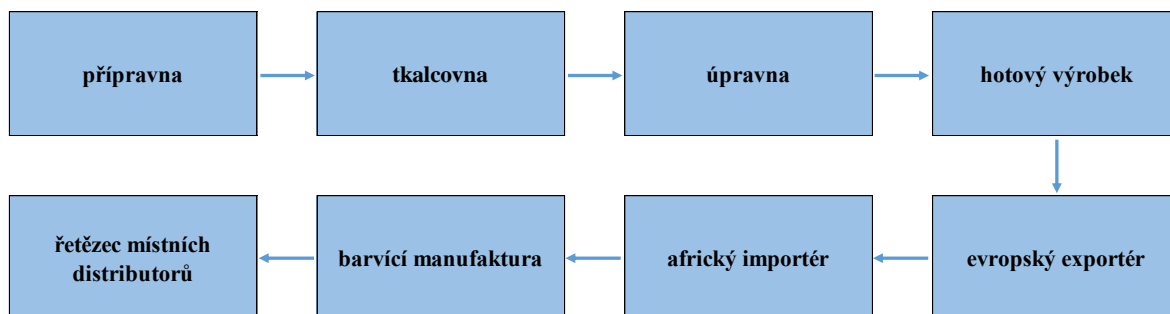 přípravna
tkalcovna
úpravna
hotový výrobek
evropský exportér
africký importér
barvící manufaktura
řetězec místních
distributorů